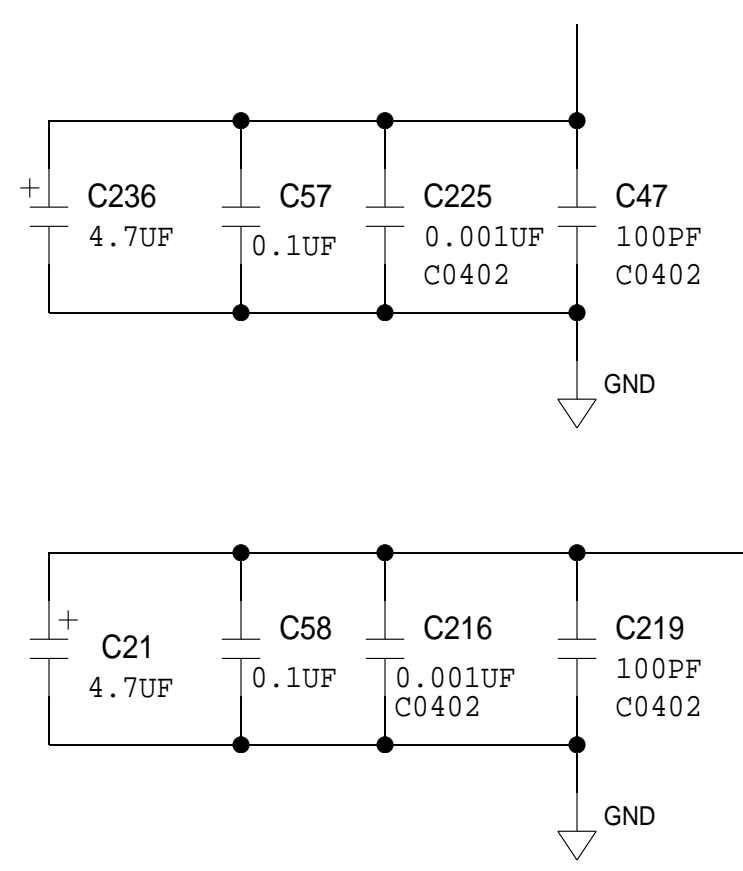 +
C236
4.7UF
C57
0.1UF
C225
0.001UF
C0402
C47
100PF
C0402
GND
+
C21
4.7UF
C58
0.1UF
C216
0.001UF
C0402
C219
100PF
C0402
GND